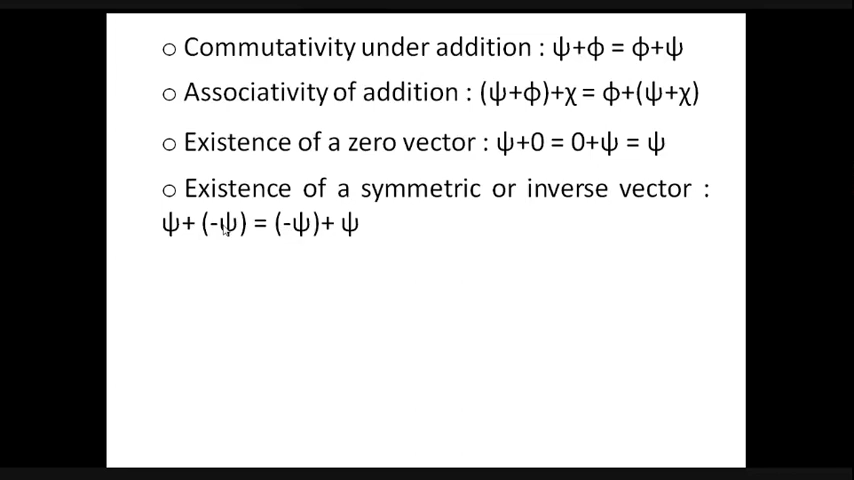 o Commutativity under addition : ψ+ϕ = ϕ+ψ
o Associativity of addition : (ψ+ϕ)+χ = ϕ+(ψ+χ)
o Existence of a zero vector : ψ+0 = 0+ψ = ψ
o Existence of a symmetric or inverse vector :
ψ+ (-ψ) = (-ψ)+ ψ